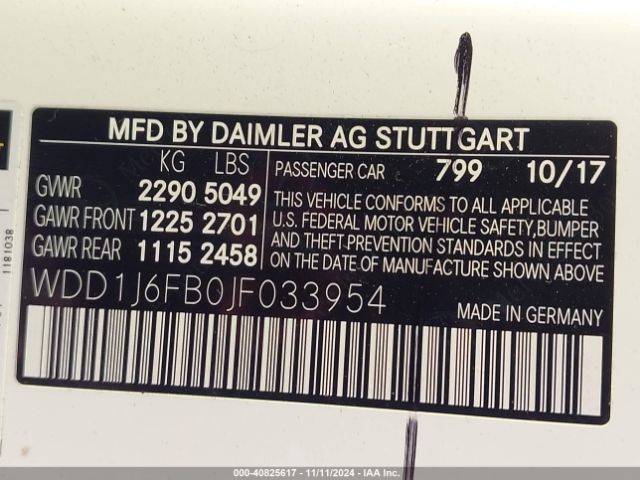 MFD BY DAIMLER AG STUTTGART
KG LBS
GVWR 2290 5049
GAWR FRONT 1225 2701
GAWR REAR 1115 2458
PASSENGER CAR 799 10/17
THIS VEHICLE CONFORMS TO ALL APPLICABLE
U.S. FEDERAL MOTOR VEHICLE SAFETY,BUMPER
AND THEFT PREVENTION STANDARDS IN EFFECT
ON THE DATE OF MANUFACTURE SHOWN ABOVE
WDD1J6FB0JF033954
MADE IN GERMANY
1181038
000-40825617 - 11/11/2024 - IAA Inc.